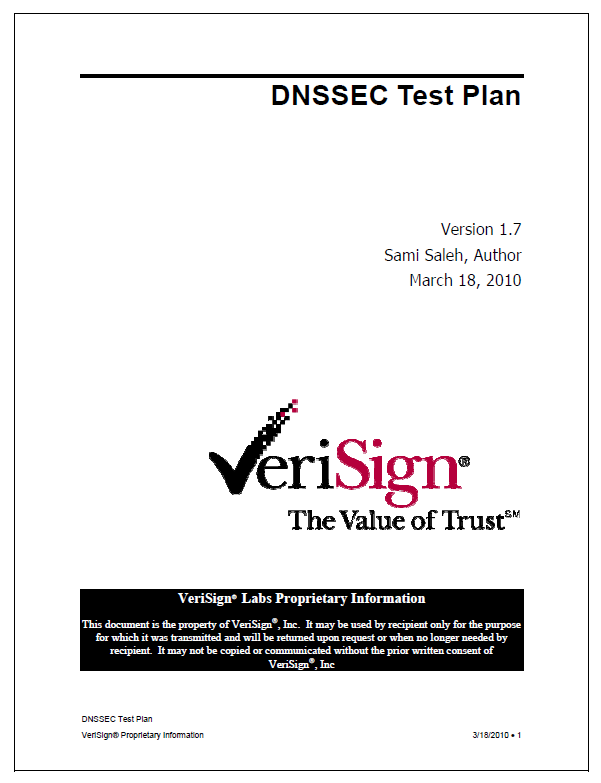 DNSSEC Test Plan
Version 1.7
Sami Saleh, Author
March 18, 2010
VeriSign®
The Value of Trust℠
VeriSign® Labs Proprietary Information
This document is the property of VeriSign®, Inc. It may be used by recipient only for the purpose
for which it was transmitted and will be returned upon request or when no longer needed by
recipient. It may not be copied or communicated without the prior written consent of
VeriSign®, Inc
DNSSEC Test Plan
VeriSign® Proprietary Information 3/18/2010 • 1